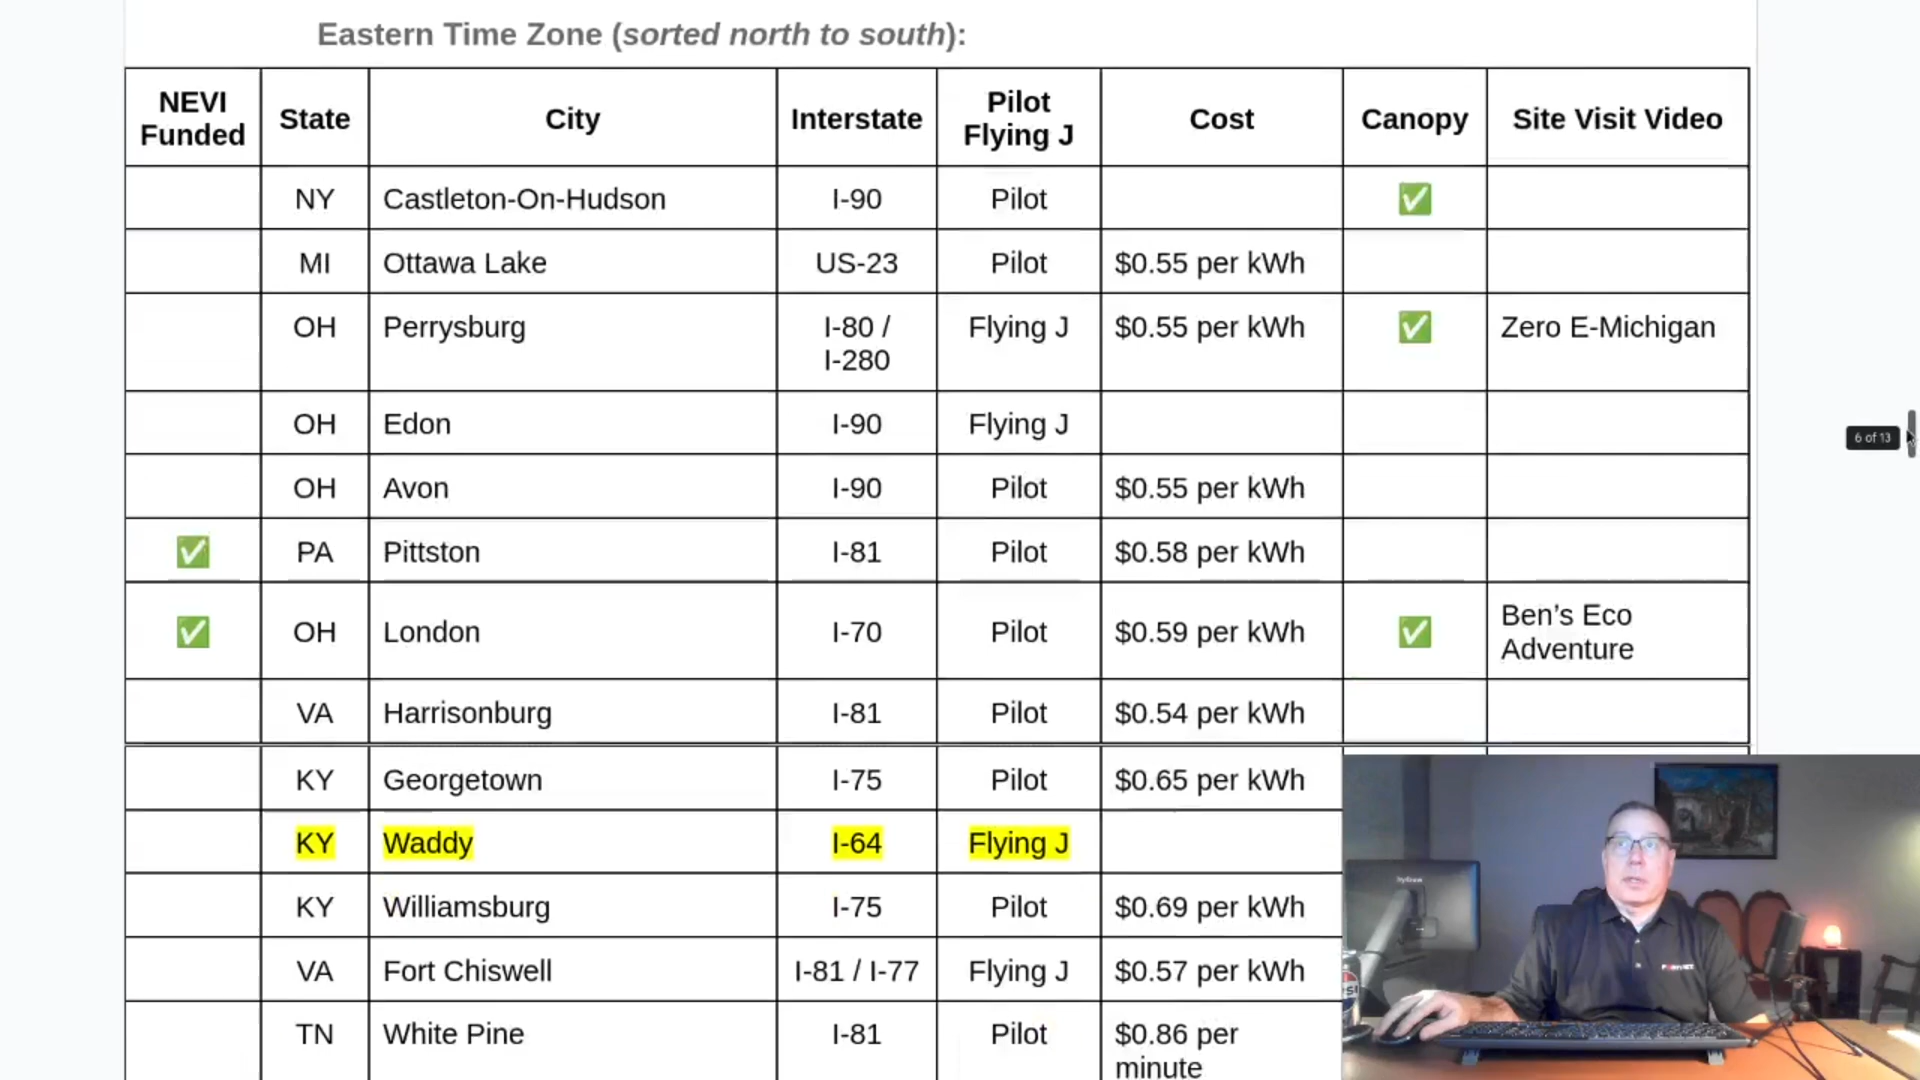 Eastern Time Zone (sorted north to south):
NEVI Funded State City Interstate Pilot Flying J Cost Canopy Site Visit Video
NY Castleton-On-Hudson I-90 Pilot ✅
MI Ottawa Lake US-23 Pilot $0.55 per kWh
OH Perrysburg I-80 / I-280 Flying J $0.55 per kWh ✅ Zero E-Michigan
OH Edon I-90 Flying J
OH Avon I-90 Pilot $0.55 per kWh
✅ PA Pittston I-81 Pilot $0.58 per kWh
✅ OH London I-70 Pilot $0.59 per kWh ✅ Ben’s Eco Adventure
VA Harrisonburg I-81 Pilot $0.54 per kWh
KY Georgetown I-75 Pilot $0.65 per kWh
KY Waddy I-64 Flying J
KY Williamsburg I-75 Pilot $0.69 per kWh
VA Fort Chiswell I-81 / I-77 Flying J $0.57 per kWh
TN White Pine I-81 Pilot $0.86 per minute
6 of 13